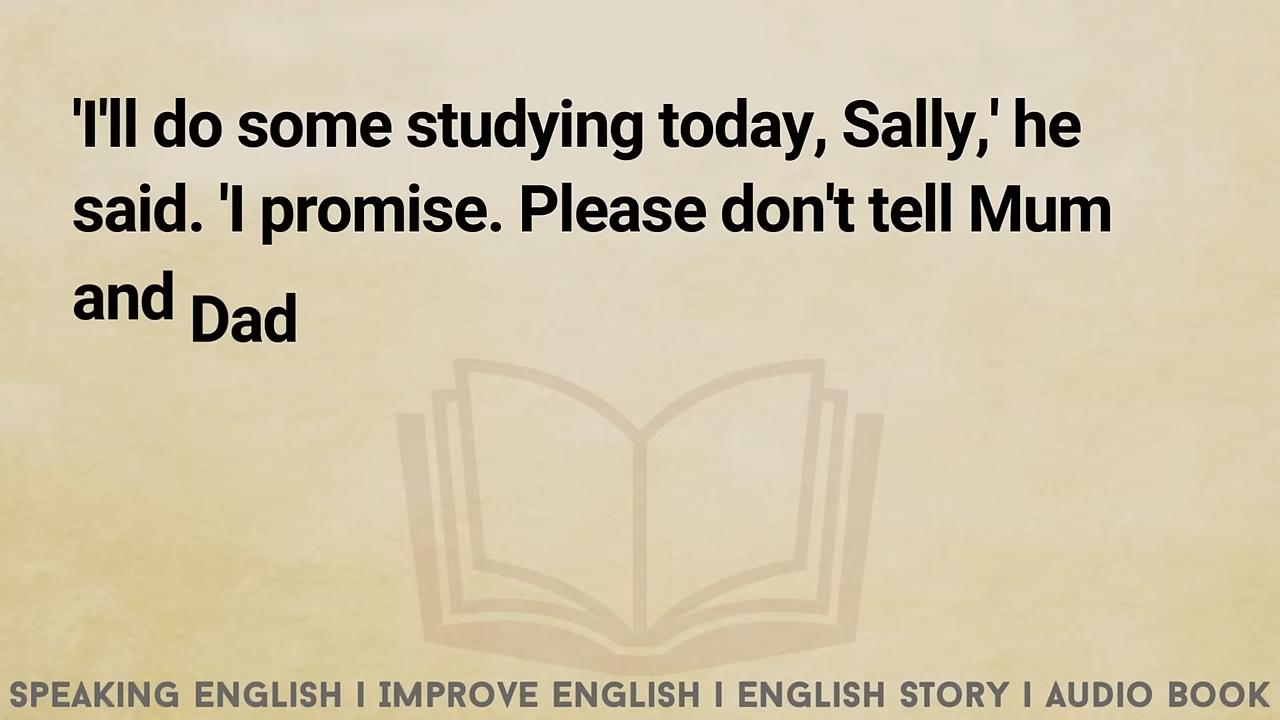 'I'll do some studying today, Sally,' he
said. 'I promise. Please don't tell Mum
and Dad
SPEAKING ENGLISH I IMPROVE ENGLISH I ENGLISH STORY I AUDIO BOOK